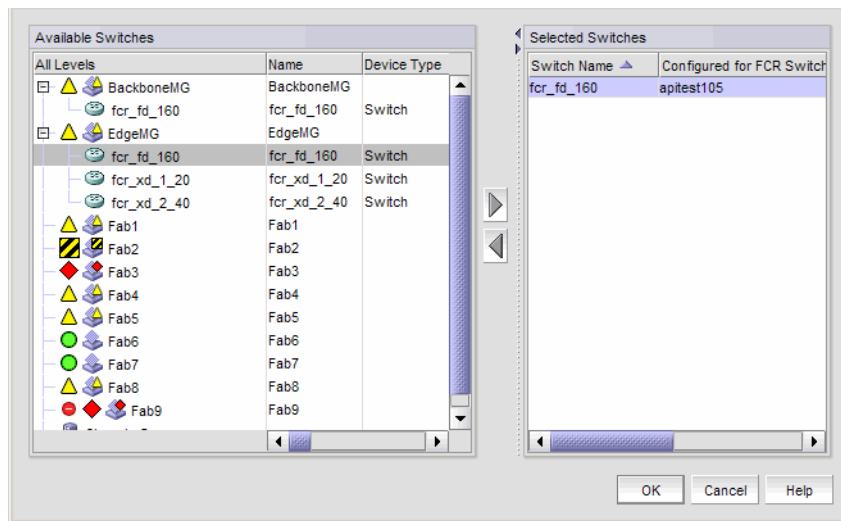 Available Switches
All Levels Name Device Type
BackboneMG BackboneMG
fcr_fd_160 fcr_fd_160 Switch
EdgeMG EdgeMG
fcr_fd_160 fcr_fd_160 Switch
fcr_xd_1_20 fcr_xd_1_20 Switch
fcr_xd_2_40 fcr_xd_2_40 Switch
Fab1 Fab1
Fab2 Fab2
Fab3 Fab3
Fab4 Fab4
Fab5 Fab5
Fab6 Fab6
Fab7 Fab7
Fab8 Fab8
Fab9 Fab9
Selected Switches
Switch Name Configured for FCR Switch
fcr_fd_160 apitest105
OK Cancel Help